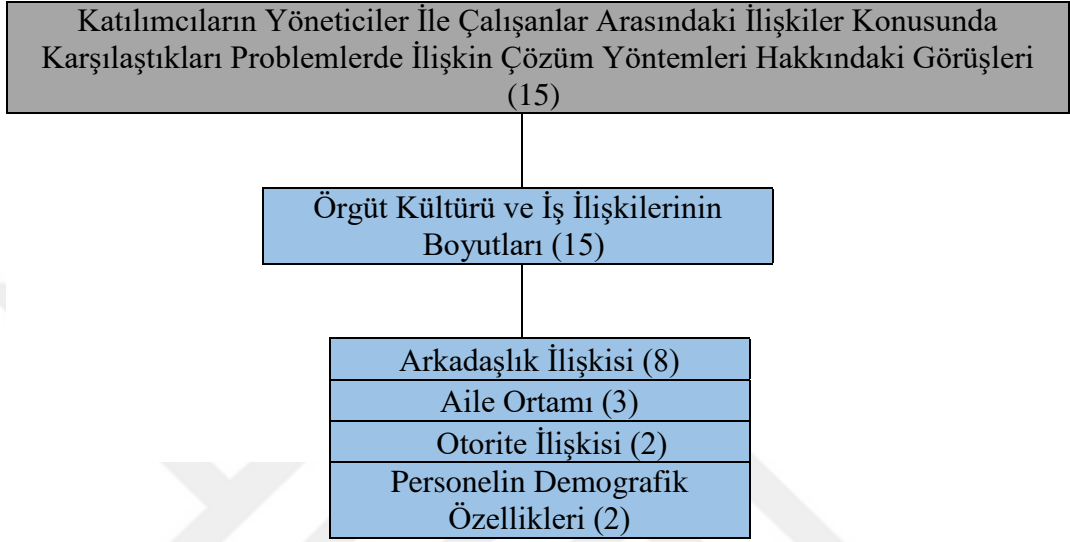 Katılımcıların Yöneticiler İle Çalışanlar Arasındaki İlişkiler Konusunda
Karşılaştıkları Problemlerde İlişkin Çözüm Yöntemleri Hakkındaki Görüşleri
(15)
Örgüt Kültürü ve İş İlişkilerinin
Boyutları (15)
Arkadaşlık İlişkisi (8)
Aile Ortamı (3)
Otorite İlişkisi (2)
Personelin Demografik
Özellikleri (2)